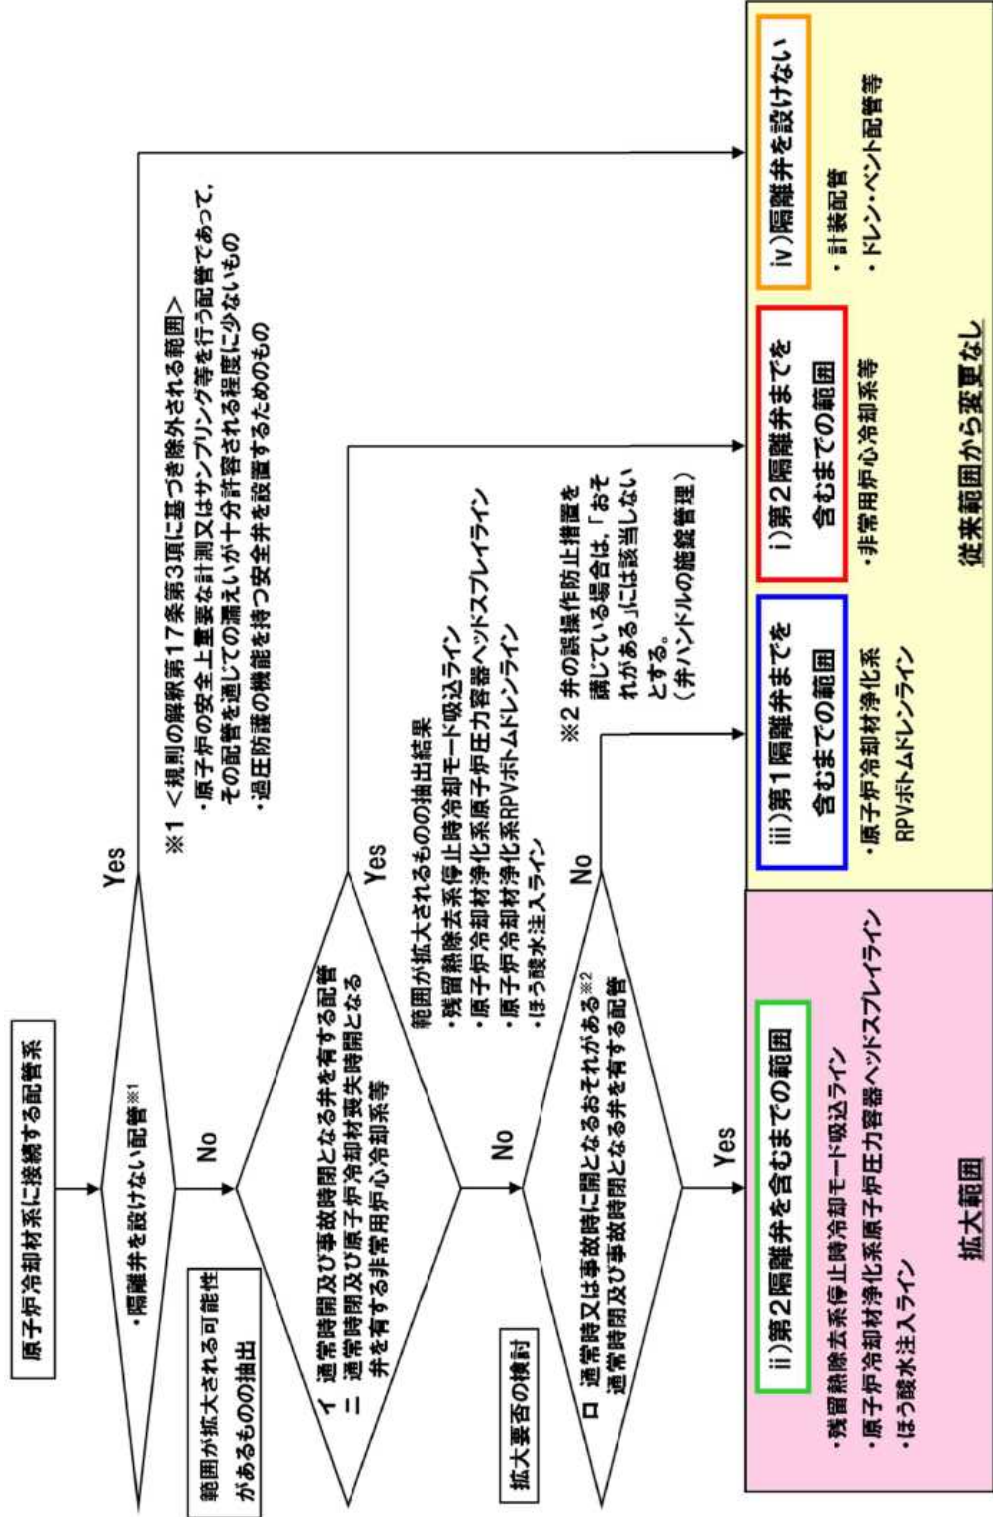 原子炉冷却材系に接続する配管系
・隔離弁を設けない配管※1
Yes
No
※1 <規則の解釈第17条第3項に基づき除外される範囲>
・原子炉の安全上重要な計測又はサンプリング等を行う配管であって，
その配管を通じての漏えいが十分許容される程度に少ないもの
・過圧防護の機能を持つ安全弁を設置するためのもの
範囲が拡大される可能性
があるものの抽出
イ 通常時開及び事故時閉となる弁を有する配管
ニ 通常時閉及び原子炉冷却材喪失時開となる
弁を有する非常用炉心冷却系等
Yes
No
範囲が拡大されるものの抽出結果
・残留熱除去系停止時冷却モード吸込ライン
・原子炉冷却材浄化系原子炉圧力容器ヘッドスプレイライン
・原子炉冷却材浄化系RPVボトムドレンライン
・ほう酸水注入ライン
拡大要否の検討
ロ 通常時又は事故時に開となるおそれがある※2
通常時閉及び事故時閉となる弁を有する配管
No
Yes
※2 弁の誤操作防止措置を
講じている場合は，「おそ
れがある」には該当しない
とする。
（弁ハンドルの施錠管理）
ii)第2隔離弁を含むまでの範囲
・残留熱除去系停止時冷却モード吸込ライン
・原子炉冷却材浄化系原子炉圧力容器ヘッドスプレイライン
・ほう酸水注入ライン
拡大範囲
iii)第1隔離弁までを
含むまでの範囲
・原子炉冷却材浄化系
RPVボトムドレンライン
i)第2隔離弁までを
含むまでの範囲
・非常用炉心冷却系等
iv)隔離弁を設けない
・計装配管
・ドレン・ベント配管等
従来範囲から変更なし